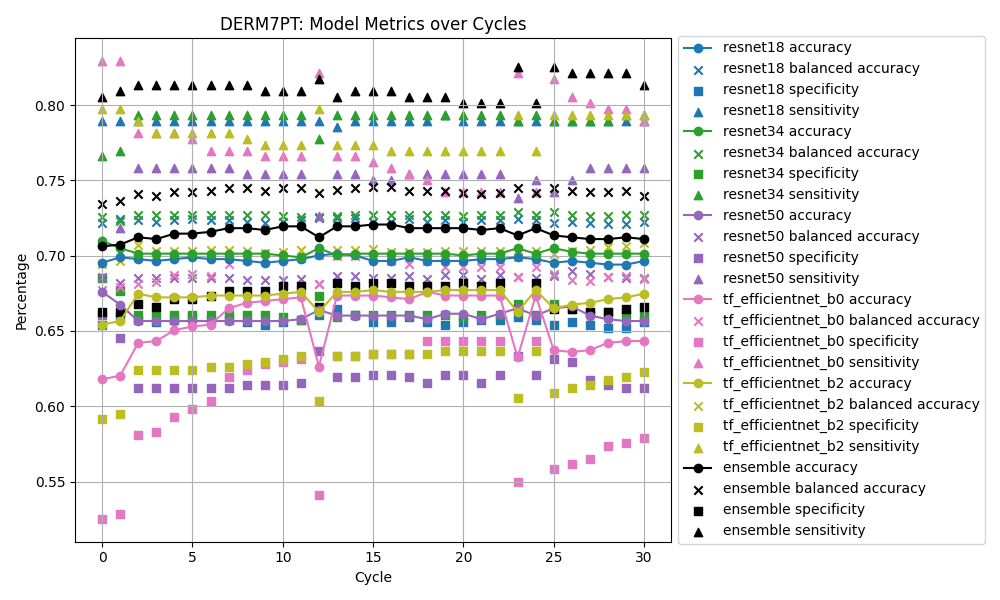 DERM7PT: Model Metrics over Cycles
Percentage
0.80
0.75
0.70
0.65
0.60
0.55
0 5 10 15 20 25 30
Cycle
resnet18 accuracy
resnet18 balanced accuracy
resnet18 specificity
resnet18 sensitivity
resnet34 accuracy
resnet34 balanced accuracy
resnet34 specificity
resnet34 sensitivity
resnet50 accuracy
resnet50 balanced accuracy
resnet50 specificity
resnet50 sensitivity
tf_efficientnet_b0 accuracy
tf_efficientnet_b0 balanced accuracy
tf_efficientnet_b0 specificity
tf_efficientnet_b0 sensitivity
tf_efficientnet_b2 accuracy
tf_efficientnet_b2 balanced accuracy
tf_efficientnet_b2 specificity
tf_efficientnet_b2 sensitivity
ensemble accuracy
ensemble balanced accuracy
ensemble specificity
ensemble sensitivity